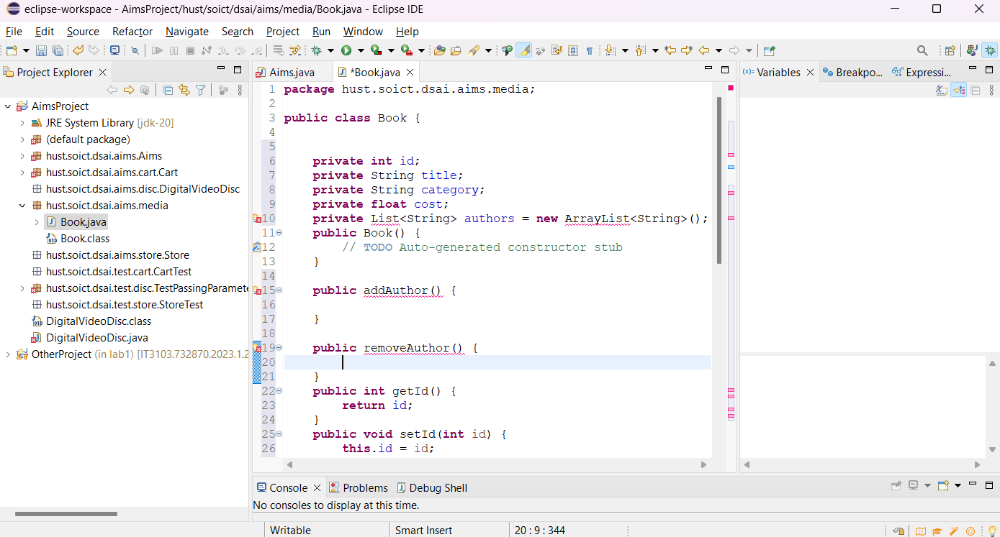 eclipse-workspace - AimsProject/hust/soict/dsai/aims/media/Book.java - Eclipse IDE
File Edit Source Refactor Navigate Search Project Run Window Help
Project Explorer
AimsProject
JRE System Library [jdk-20]
(default package)
hust.soict.dsai.aims.Aims
hust.soict.dsai.aims.cart.Cart
hust.soict.dsai.aims.disc.DigitalVideoDisc
hust.soict.dsai.aims.media
Book.java
Book.class
hust.soict.dsai.aims.store.Store
hust.soict.dsai.test.cart.CartTest
hust.soict.dsai.test.disc.TestPassingParamete
hust.soict.dsai.test.store.StoreTest
DigitalVideoDisc.class
DigitalVideoDisc.java
OtherProject (in lab1) [IT3103.732870.2023.1.2
Aims.java *Book.java
1 package hust.soict.dsai.aims.media;
2
3 public class Book {
4
5
6 private int id;
7 private String title;
8 private String category;
9 private float cost;
10 private List<String> authors = new ArrayList<String>();
11 public Book() {
12 // TODO Auto-generated constructor stub
13 }
14
15 public addAuthor() {
16
17 }
18
19 public removeAuthor() {
20
21 }
22 public int getId() {
23 return id;
24 }
25 public void setId(int id) {
26 this.id = id;
(x)= Variables Breakpo... Expressi...
Console Problems Debug Shell
No consoles to display at this time.
Writable Smart Insert 20 : 9 : 344